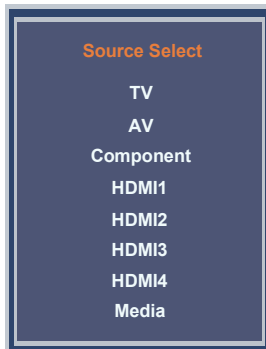 Source Select
TV
AV
Component
HDMI1
HDMI2
HDMI3
HDMI4
Media